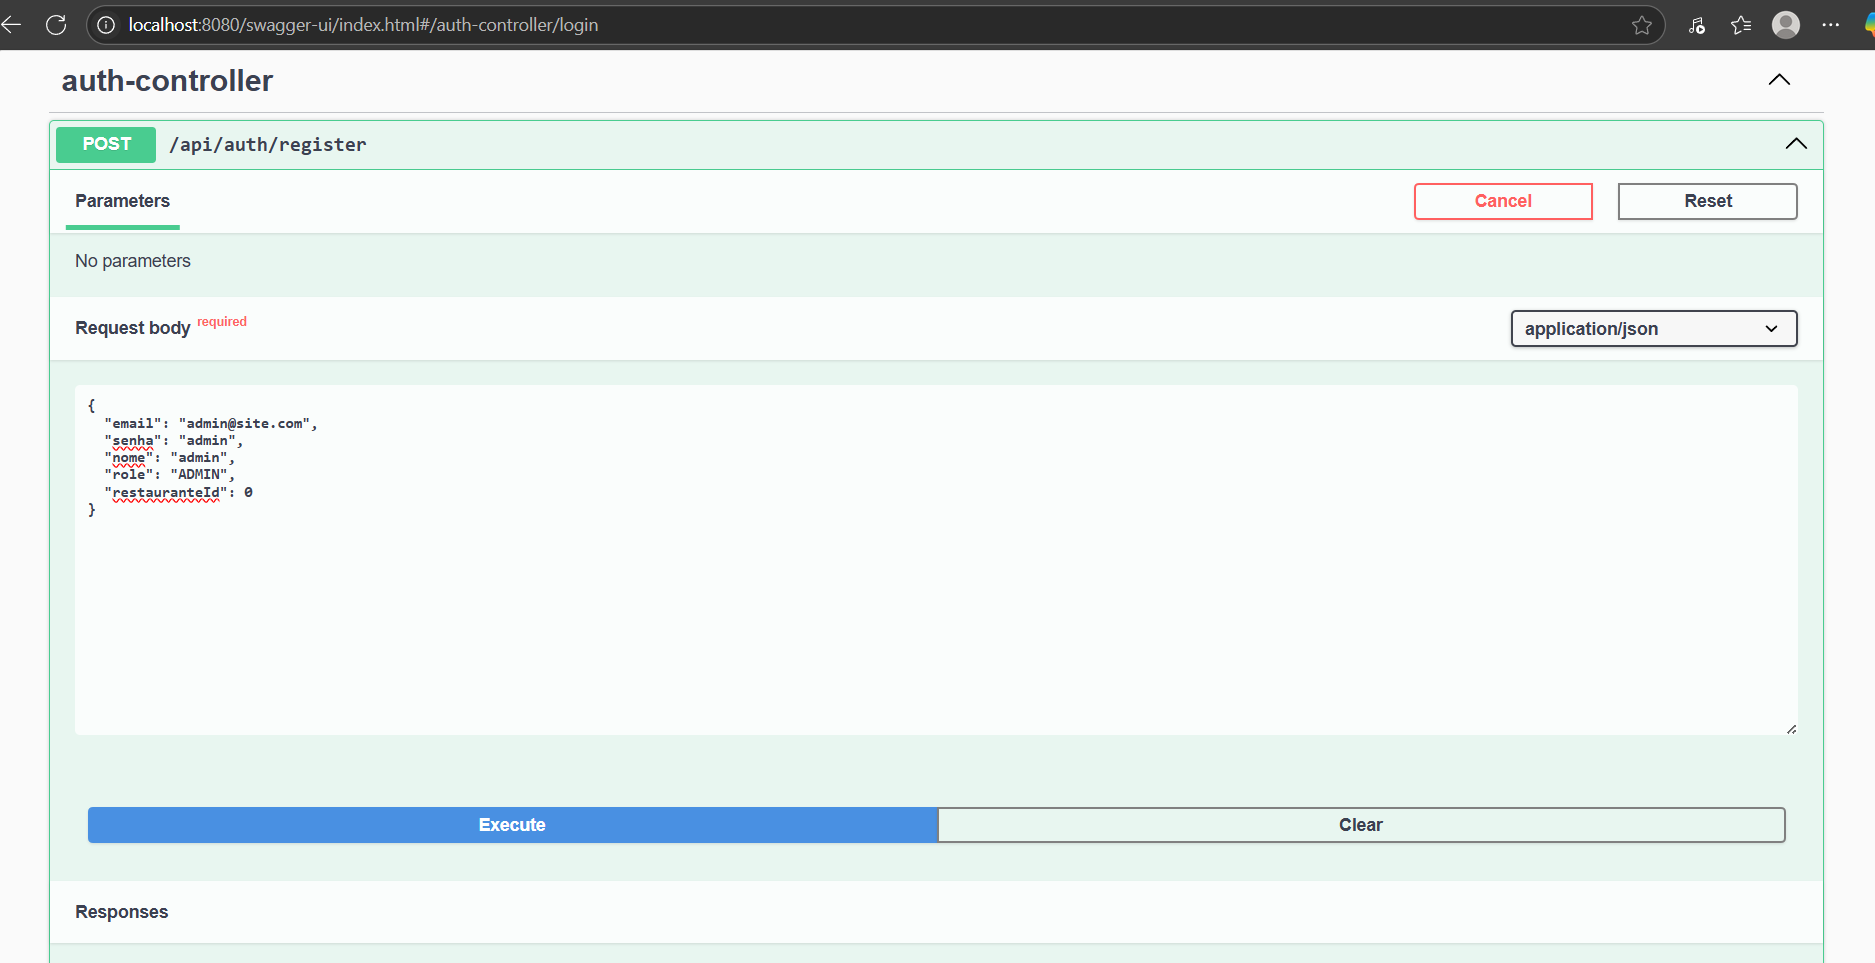 localhost:8080/swagger-ui/index.html#/auth-controller/login
auth-controller
POST /api/auth/register
Parameters
Cancel
Reset
No parameters
Request body required
application/json
{
  "email": "admin@site.com",
  "senha": "admin",
  "nome": "admin",
  "role": "ADMIN",
  "restauranteId": 0
}
Execute
Clear
Responses